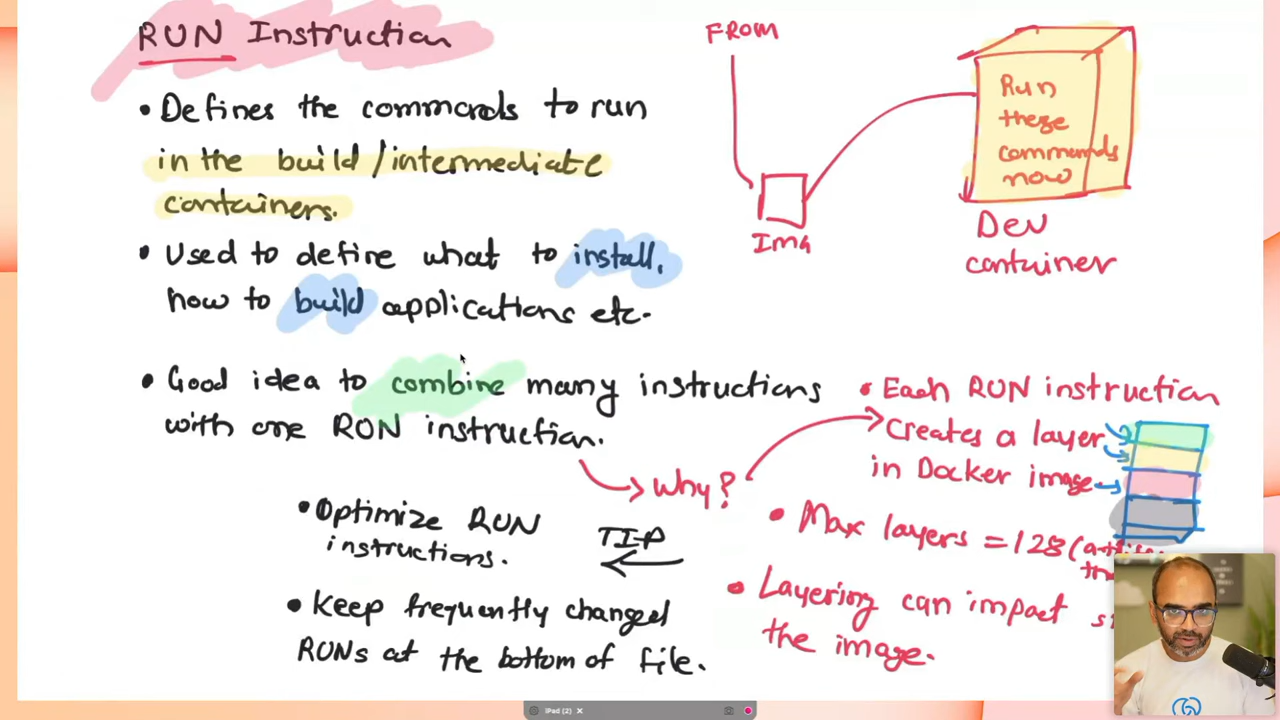 RUN Instruction
• Defines the commands to run
in the build/intermediate
containers.
• Used to define what to install,
how to build applications etc.
• Good idea to combine many instructions
with one RUN instruction.
Why?
• Each RUN instruction
Creates a layer
in Docker image
• Max layers = 128
• Layering can impact
the image.
TIP
• Optimize RUN
instructions.
• Keep frequently changed
RUNs at the bottom of file.
FROM
Img
Run
these
commands
now
Dev
container
iPad (2)